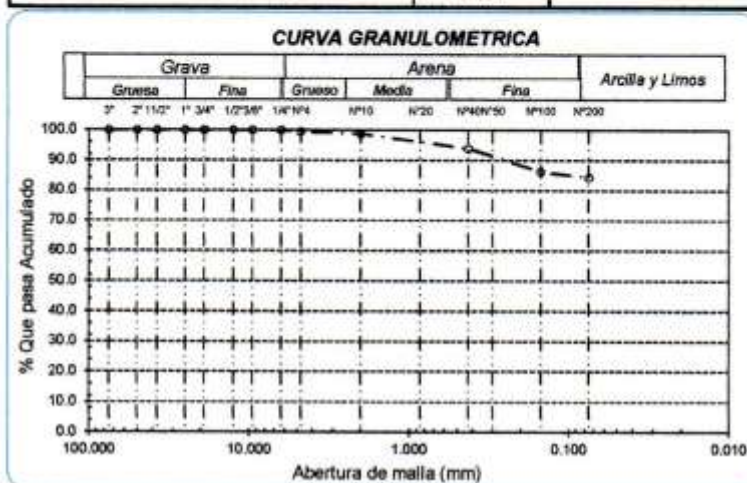 CURVA GRANULOMETRICA
Grava Arena Arcilla y Limos
Gruesa Fina Grueso Media Fina
3" 2" 1 1/2" 1" 3/4" 1/2" 3/8" 1/4" Nº4 Nº10 Nº20 Nº40 Nº50 Nº100 Nº200
100.0
90.0
80.0
70.0
60.0
50.0
40.0
30.0
20.0
10.0
0.0
% Que pasa Acumulado
100.000 10.000 1.000 0.100 0.010
Abertura de malla (mm)